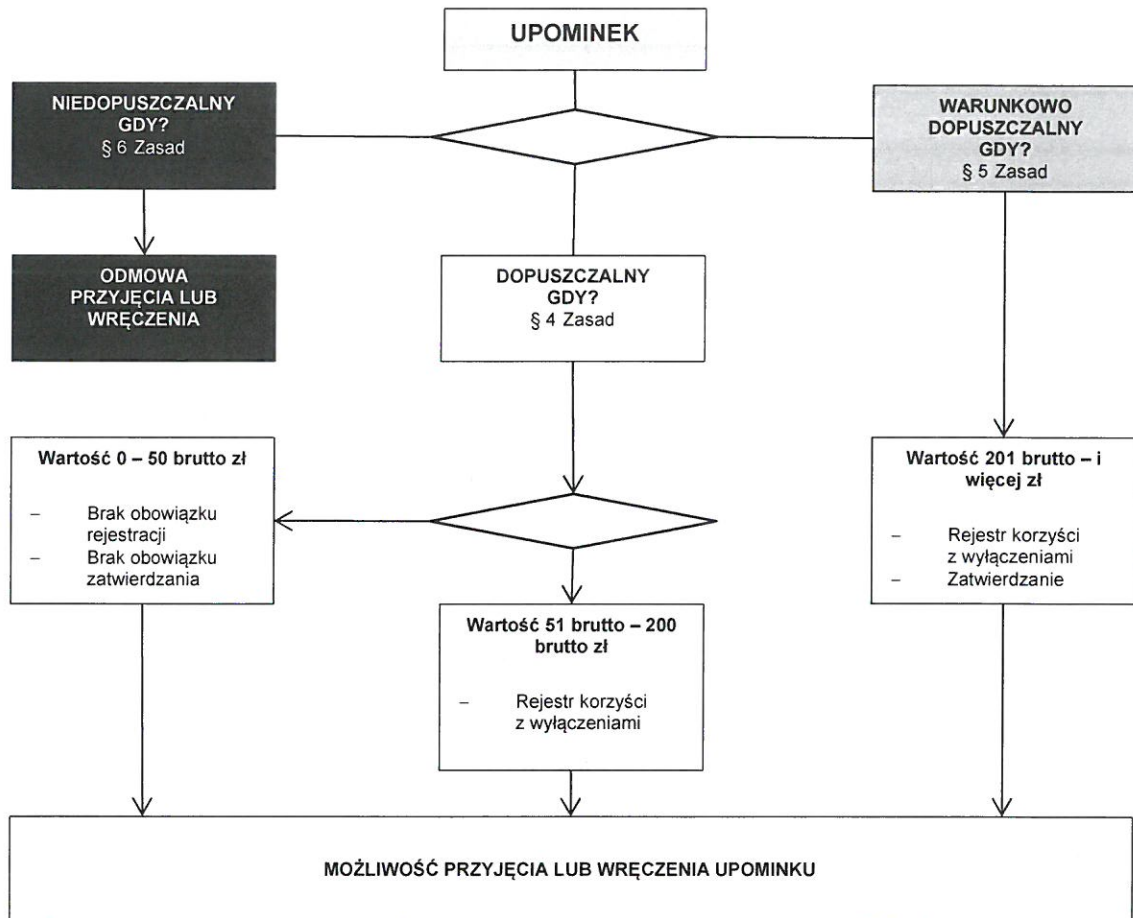 UPOMINEK
NIEDOPUSZCZALNY
GDY?
§ 6 Zasad
WARUNKOWO
DOPUSZCZALNY
GDY?
§ 5 Zasad
ODMOWA
PRZYJĘCIA LUB
WRĘCZENIA
DOPUSZCZALNY
GDY?
§ 4 Zasad
Wartość 0 – 50 brutto zł
– Brak obowiązku
rejestracji
– Brak obowiązku
zatwierdzania
Wartość 51 brutto – 200
brutto zł
– Rejestr korzyści
z wyłączeniami
Wartość 201 brutto – i
więcej zł
– Rejestr korzyści
z wyłączeniami
– Zatwierdzanie
MOŻLIWOŚĆ PRZYJĘCIA LUB WRĘCZENIA UPOMINKU